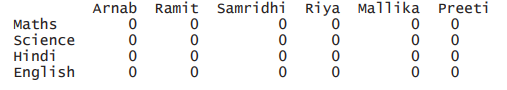 Arnab Ramit Samridhi Riya Mallika Preeti
Maths 0 0 0 0 0 0
Science 0 0 0 0 0 0
Hindi 0 0 0 0 0 0
English 0 0 0 0 0 0